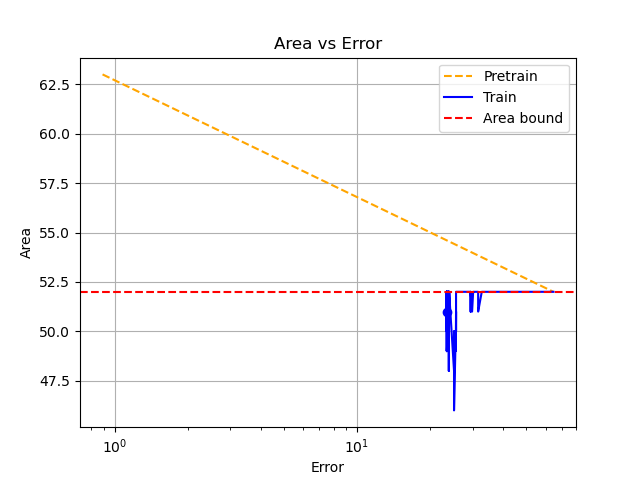 Area vs Error
Pretrain
Train
Area bound
Area
62.5
60.0
57.5
55.0
52.5
50.0
47.5
10⁰
10¹
Error